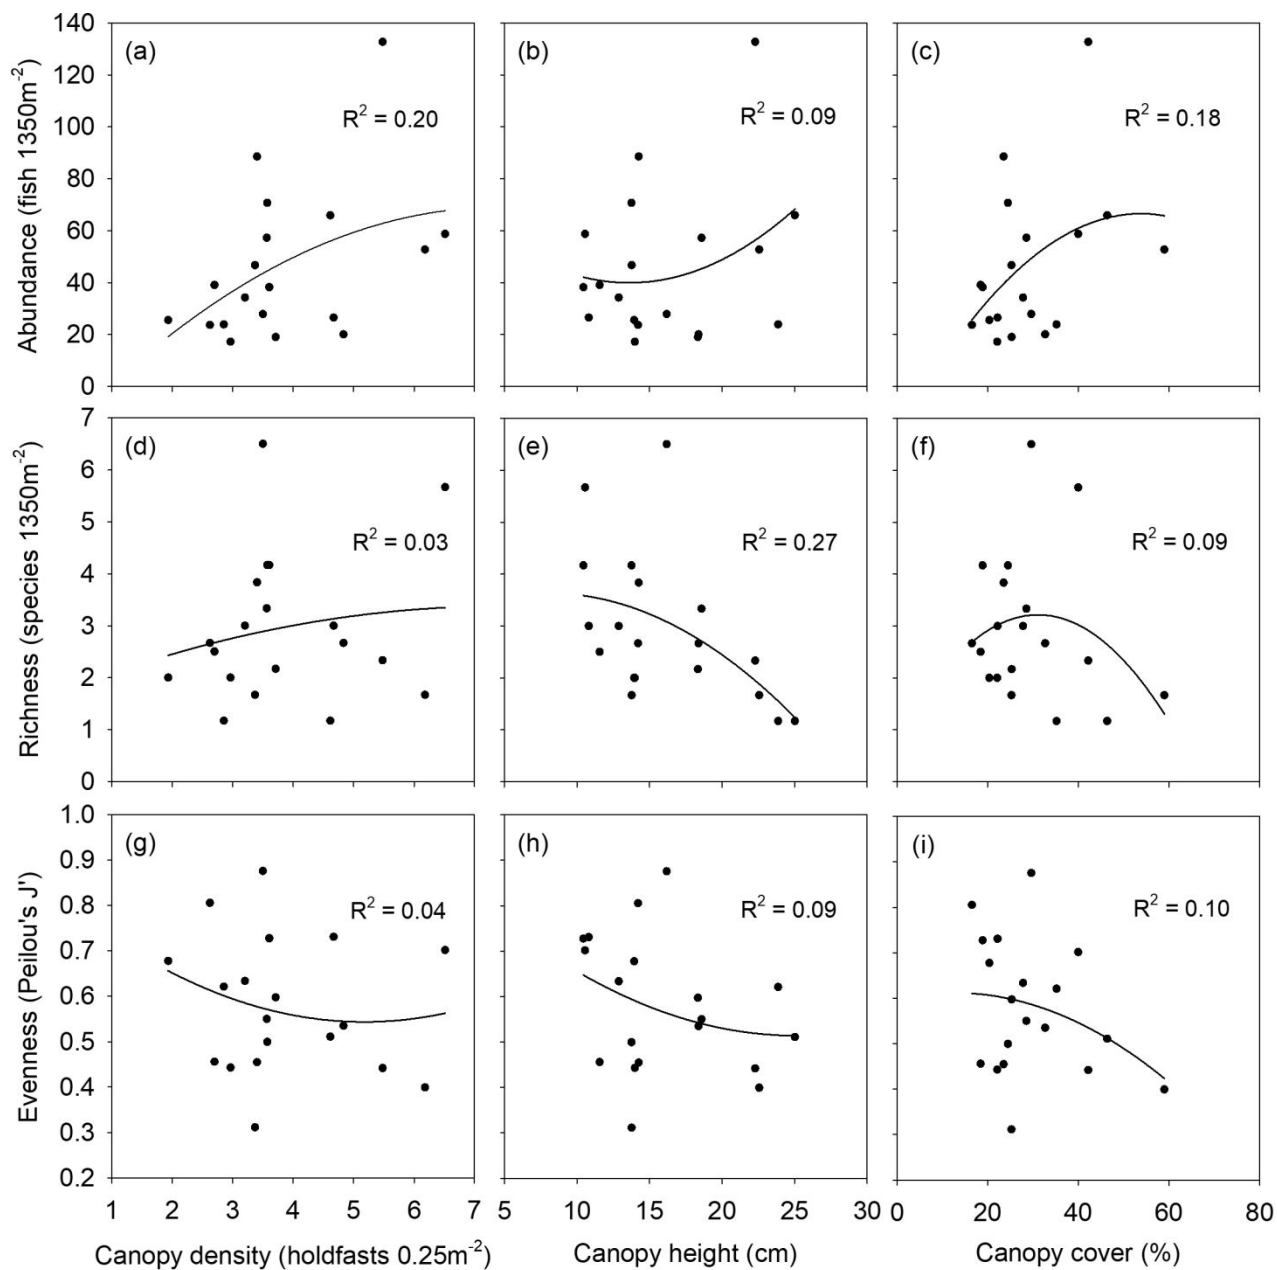 140
120
100
80
60
40
20
0
Abundance (fish 1350m⁻²)
(a)
R² = 0.20
(b)
R² = 0.09
(c)
R² = 0.18
7
6
5
4
3
2
1
0
Richness (species 1350m⁻²)
(d)
R² = 0.03
(e)
R² = 0.27
(f)
R² = 0.09
1.0
0.9
0.8
0.7
0.6
0.5
0.4
0.3
0.2
Evenness (Peilou's J')
(g)
R² = 0.04
(h)
R² = 0.09
(i)
R² = 0.10
1 2 3 4 5 6 7
5 10 15 20 25 30
0 20 40 60 80
Canopy density (holdfasts 0.25m⁻²)
Canopy height (cm)
Canopy cover (%)